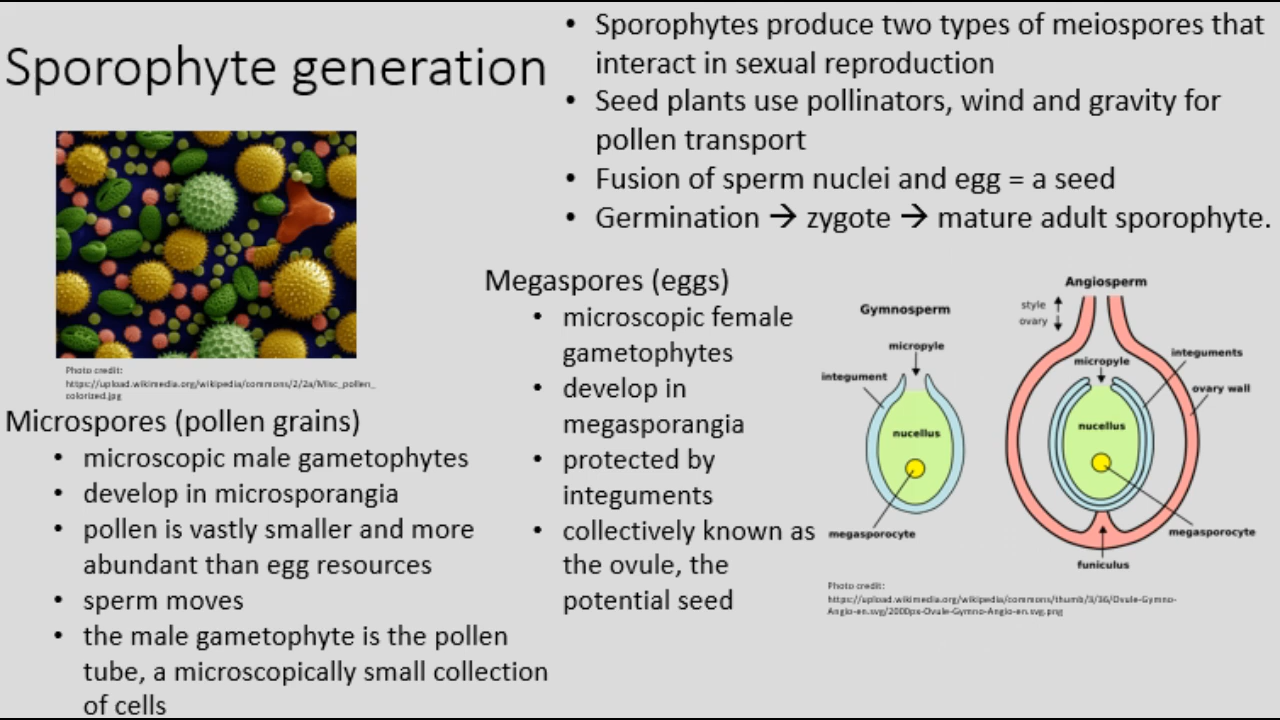 Sporophyte generation
• Sporophytes produce two types of meiospores that
interact in sexual reproduction
• Seed plants use pollinators, wind and gravity for
pollen transport
• Fusion of sperm nuclei and egg = a seed
• Germination → zygote → mature adult sporophyte.
Photo credit:
https://upload.wikimedia.org/wikipedia/commons/2/2a/Misc_pollen_
colorized.jpg
Microspores (pollen grains)
• microscopic male gametophytes
• develop in microsporangia
• pollen is vastly smaller and more
abundant than egg resources
• sperm moves
• the male gametophyte is the pollen
tube, a microscopically small collection
of cells
Megaspores (eggs)
• microscopic female
gametophytes
• develop in
megasporangia
• protected by
integuments
• collectively known as
the ovule, the
potential seed
Gymnosperm
micropyle
integument
nucellus
megasporocyte
Angiosperm
style
ovary
micropyle
integuments
ovary wall
nucellus
megasporocyte
funiculus
Photo credit:
https://upload.wikimedia.org/wikipedia/commons/thumb/3/36/Ovule-Gymno-
Angio-en.svg/2000px-Ovule-Gymno-Angio-en.svg.png